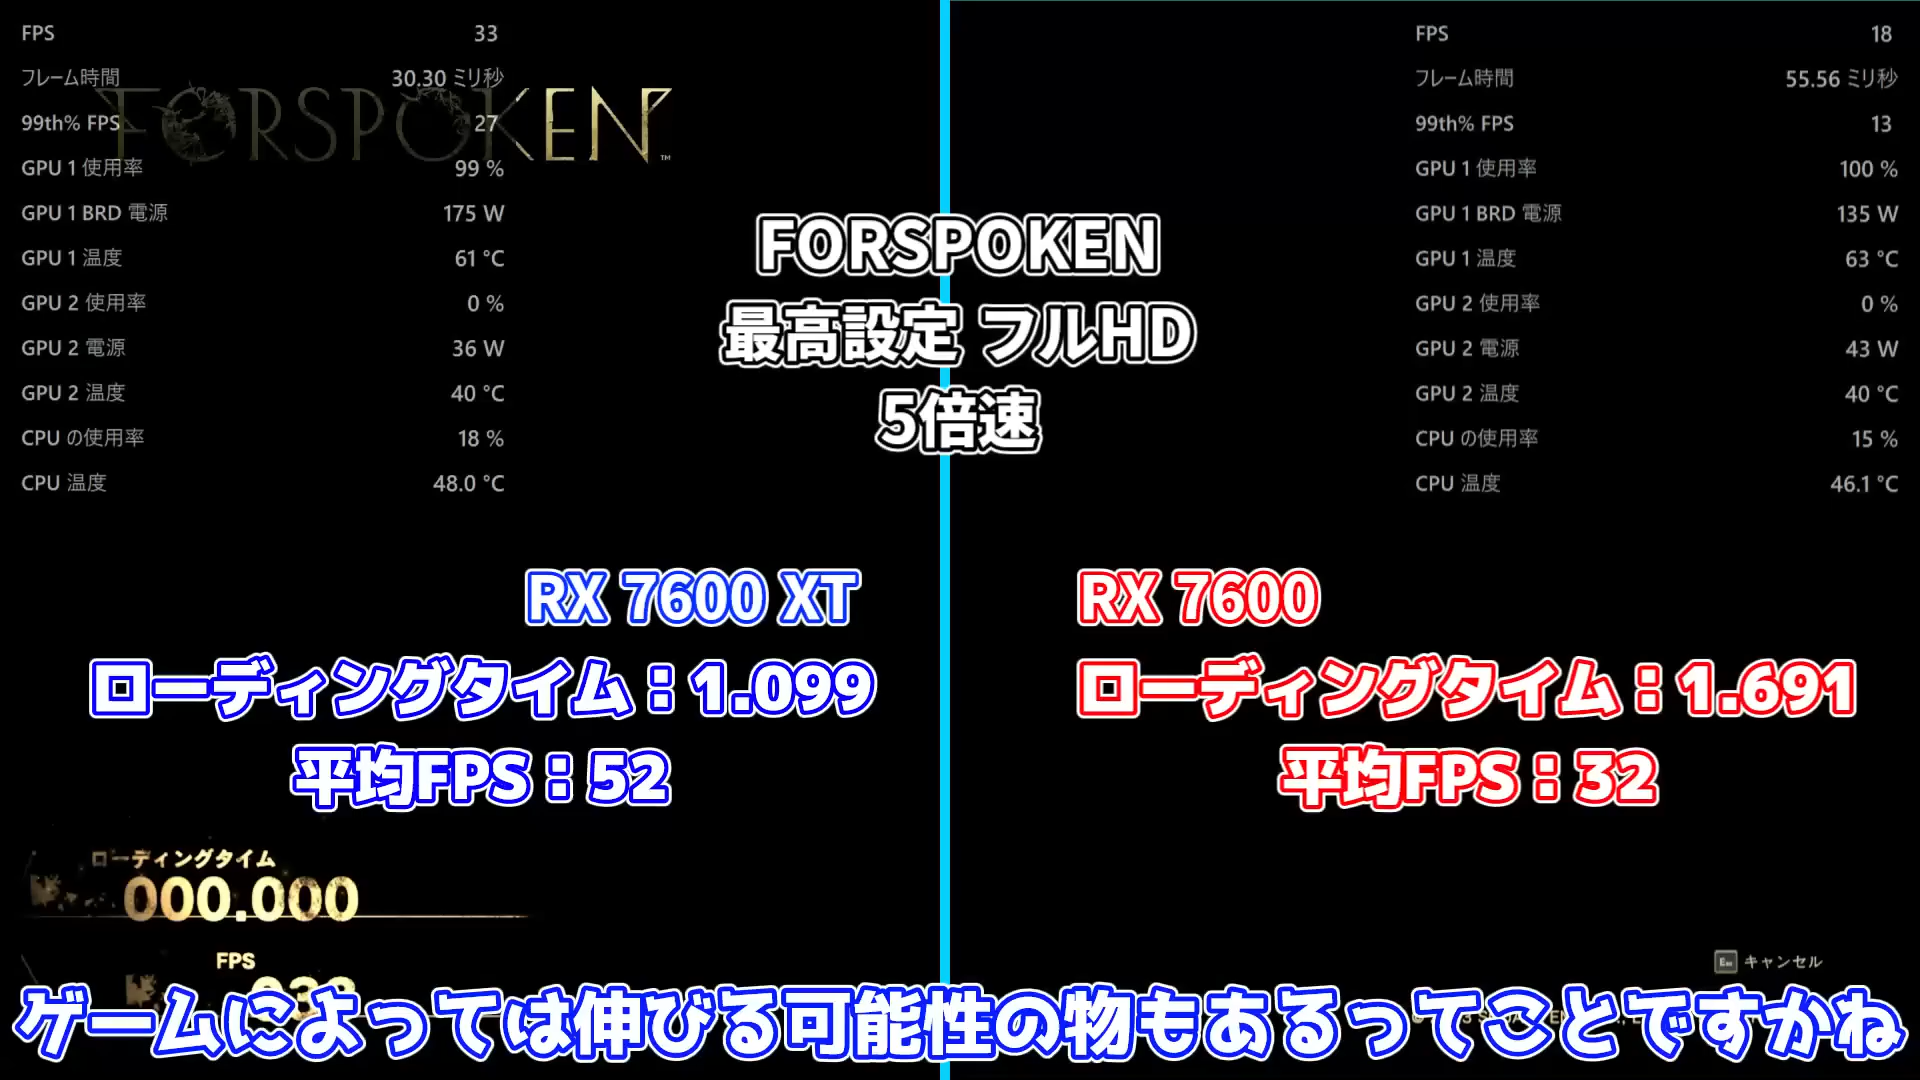 FPS 33
フレーム時間 30.30 ミリ秒
99th% FPS 27
GPU 1 使用率 99 %
GPU 1 BRD 電源 175 W
GPU 1 温度 61 °C
GPU 2 使用率 0 %
GPU 2 電源 36 W
GPU 2 温度 40 °C
CPU の使用率 18 %
CPU 温度 48.0 °C
FORSPOKEN™
FPS 18
フレーム時間 55.56 ミリ秒
99th% FPS 13
GPU 1 使用率 100 %
GPU 1 BRD 電源 135 W
GPU 1 温度 63 °C
GPU 2 使用率 0 %
GPU 2 電源 43 W
GPU 2 温度 40 °C
CPU の使用率 15 %
CPU 温度 46.1 °C
FORSPOKEN
最高設定 フルHD
5倍速
RX 7600 XT
ローディングタイム：1.099
平均FPS：52
RX 7600
ローディングタイム：1.691
平均FPS：32
ローディングタイム
000.000
FPS
033
Esc キャンセル
ゲームによっては伸びる可能性の物もあるってことですかね